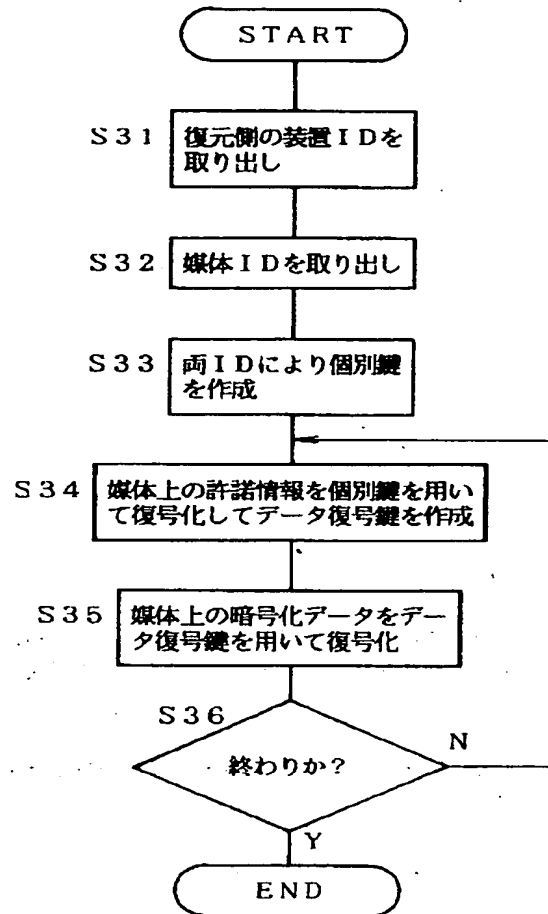 START
S31
復元側の装置IDを
取り出し
S32
媒体IDを取り出し
S33
両IDにより個別鍵
を作成
S34
媒体上の許諾情報を個別鍵を用い
て復号化してデータ復号鍵を作成
S35
媒体上の暗号化データをデー
タ復号鍵を用いて復号化
S36
終わりか?
N
Y
END